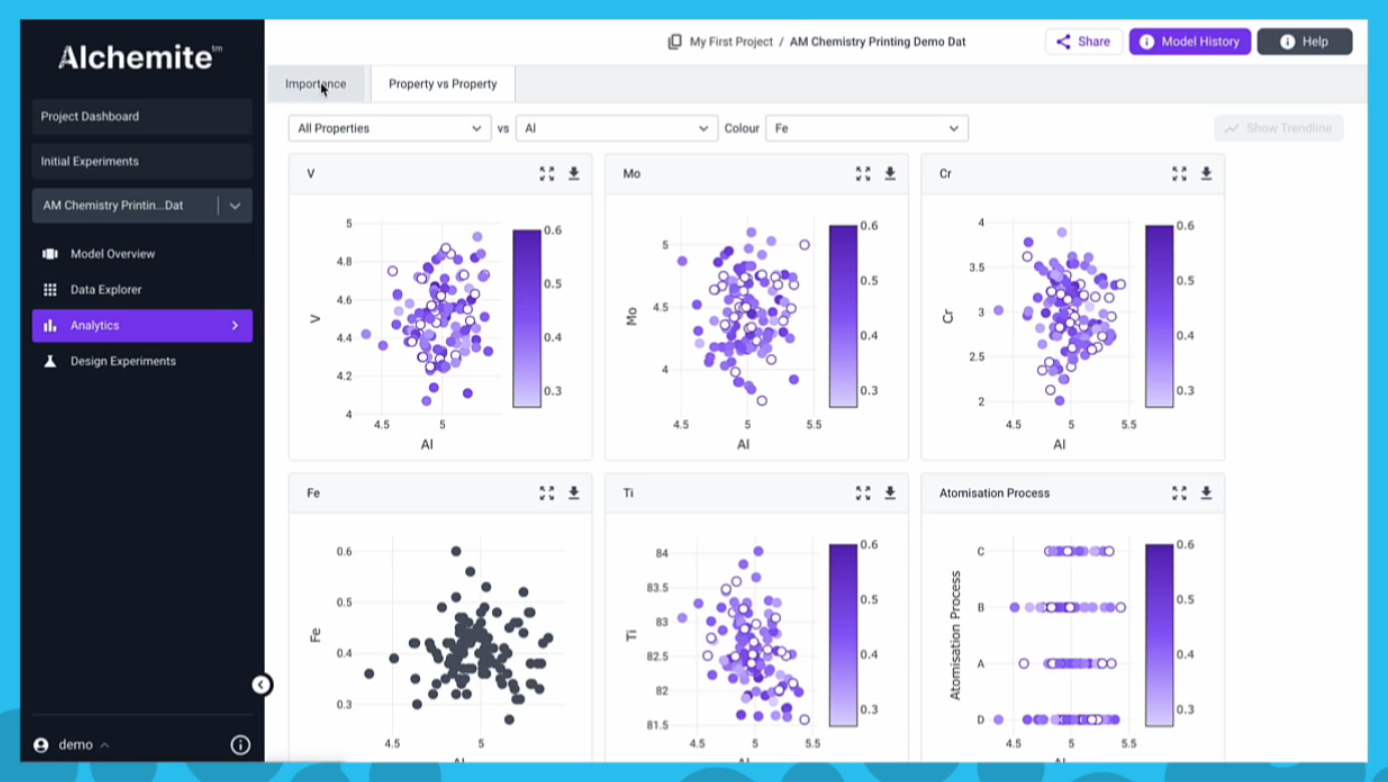 Alchemite™
My First Project / AM Chemistry Printing Demo Dat
Share
Model History
Help
Project Dashboard
Initial Experiments
AM Chemistry Printin...Dat
Model Overview
Data Explorer
Analytics
Design Experiments
demo
Importance
Property vs Property
All Properties vs Al Colour Fe
Show Trendline
V
5
4.8
4.6
4.4
4.2
4
V
4.5 5
Al
0.6
0.5
0.4
0.3
Mo
5
4.5
4
Mo
4.5 5 5.5
Al
0.6
0.5
0.4
0.3
Cr
4
3.5
3
2.5
2
Cr
4.5 5 5.5
Al
0.6
0.5
0.4
0.3
Fe
0.6
0.5
0.4
0.3
Fe
4.5 5
Ti
84
83.5
83
82.5
82
81.5
Ti
4.5 5 5.5
0.6
0.5
0.4
0.3
Atomisation Process
C
B
A
D
Atomisation Process
4.5 5 5.5
0.6
0.5
0.4
0.3